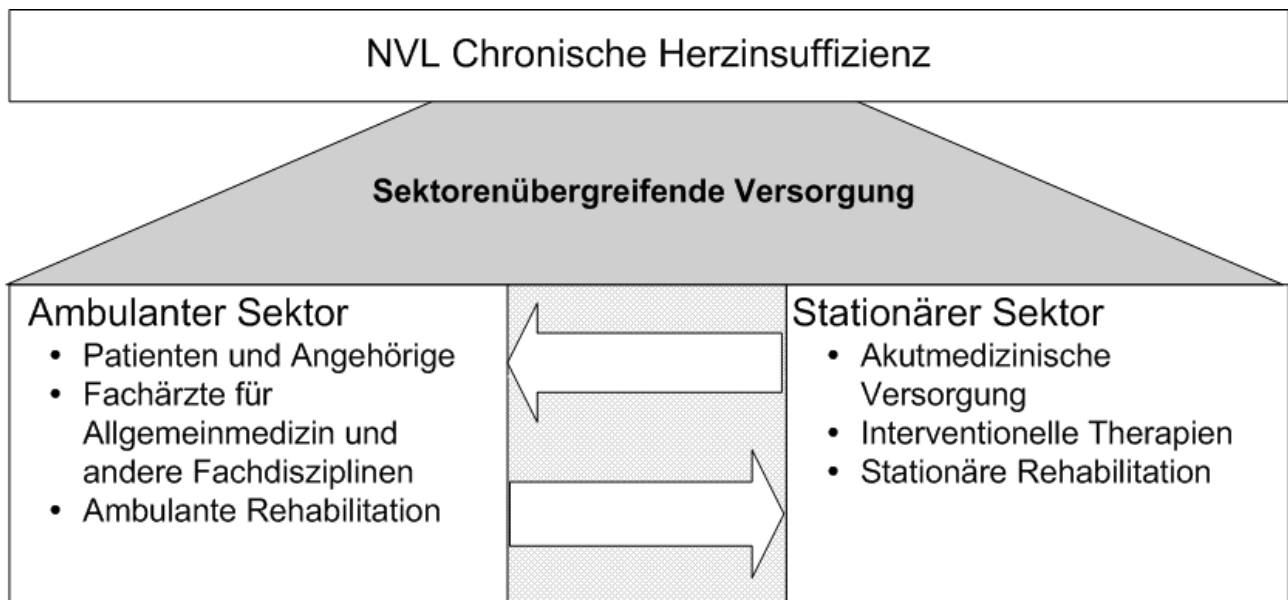 NVL Chronische Herzinsuffizienz
Sektorenübergreifende Versorgung
Ambulanter Sektor
• Patienten und Angehörige
• Fachärzte für
Allgemeinmedizin und
andere Fachdisziplinen
• Ambulante Rehabilitation
Stationärer Sektor
• Akutmedizinische
Versorgung
• Interventionelle Therapien
• Stationäre Rehabilitation